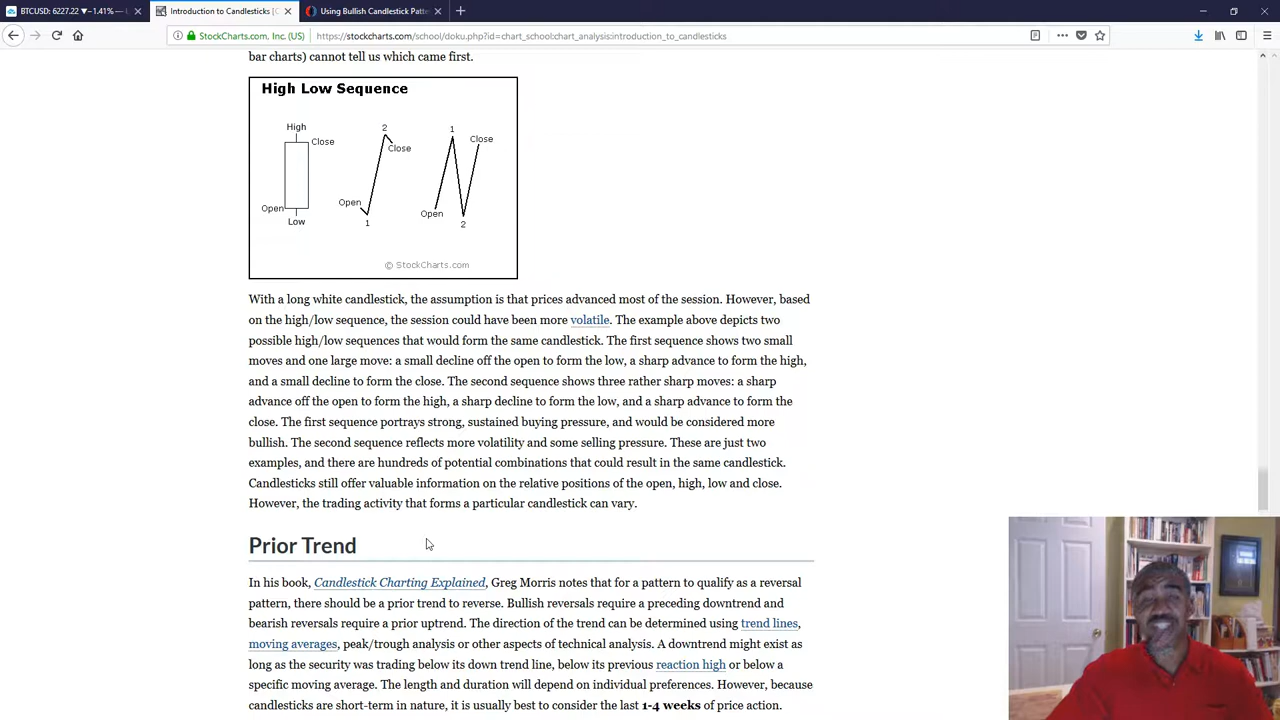 BTCUSD: 6227.22 ▼−1.41% — U
Introduction to Candlesticks [C
Using Bullish Candlestick Patte
StockCharts.com, Inc. (US)
https://stockcharts.com/school/doku.php?id=chart_school:chart_analysis:introduction_to_candlesticks
bar charts) cannot tell us which came first.
High Low Sequence
High
Close
Open
Low
2
Close
Open
1
1
Close
Open
2
© StockCharts.com
With a long white candlestick, the assumption is that prices advanced most of the session. However, based
on the high/low sequence, the session could have been more volatile. The example above depicts two
possible high/low sequences that would form the same candlestick. The first sequence shows two small
moves and one large move: a small decline off the open to form the low, a sharp advance to form the high,
and a small decline to form the close. The second sequence shows three rather sharp moves: a sharp
advance off the open to form the high, a sharp decline to form the low, and a sharp advance to form the
close. The first sequence portrays strong, sustained buying pressure, and would be considered more
bullish. The second sequence reflects more volatility and some selling pressure. These are just two
examples, and there are hundreds of potential combinations that could result in the same candlestick.
Candlesticks still offer valuable information on the relative positions of the open, high, low and close.
However, the trading activity that forms a particular candlestick can vary.
Prior Trend
In his book, Candlestick Charting Explained, Greg Morris notes that for a pattern to qualify as a reversal
pattern, there should be a prior trend to reverse. Bullish reversals require a preceding downtrend and
bearish reversals require a prior uptrend. The direction of the trend can be determined using trend lines,
moving averages, peak/trough analysis or other aspects of technical analysis. A downtrend might exist as
long as the security was trading below its down trend line, below its previous reaction high or below a
specific moving average. The length and duration will depend on individual preferences. However, because
candlesticks are short-term in nature, it is usually best to consider the last 1-4 weeks of price action.